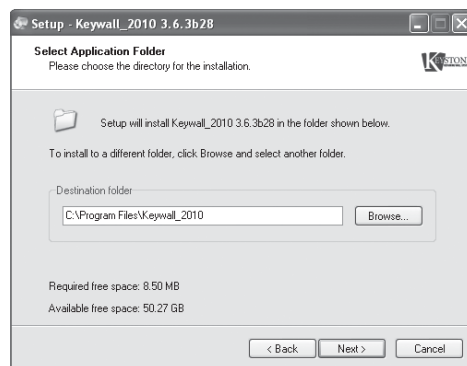 Setup - Keywall_2010 3.6.3b28
Select Application Folder
Please choose the directory for the installation.
KEYSTON
Setup will install Keywall_2010 3.6.3b28 in the folder shown below.
To install to a different folder, click Browse and select another folder.
Destination folder
C:\Program Files\Keywall_2010
Browse...
Required free space: 8.50 MB
Available free space: 50.27 GB
< Back
Next >
Cancel